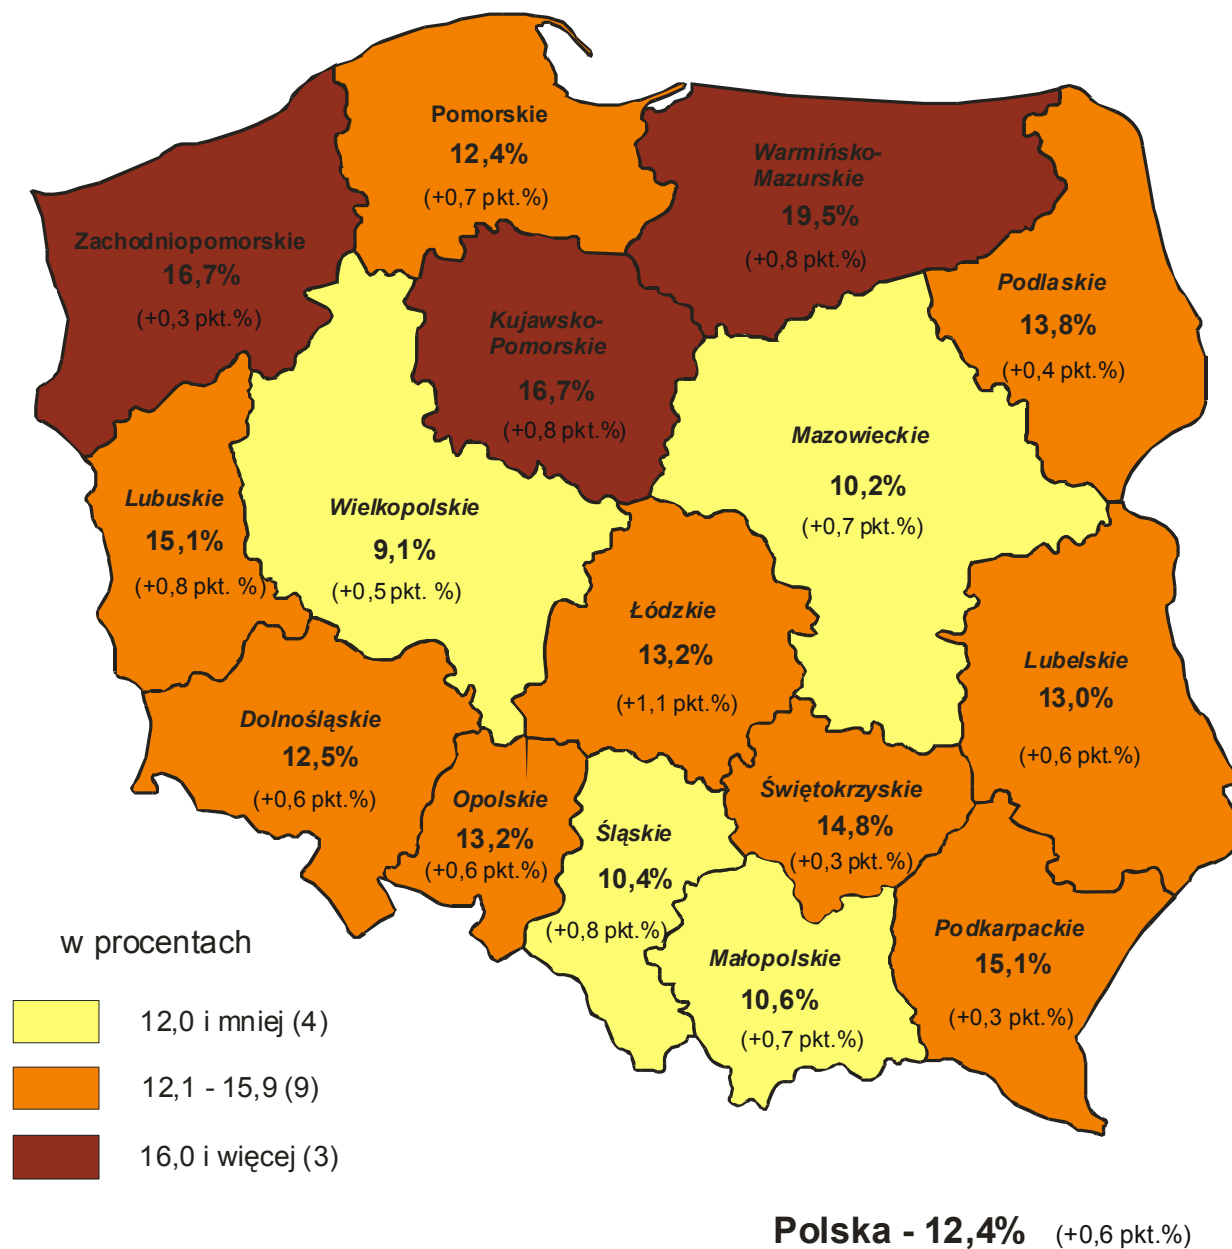 Pomorskie
12,4%
(+0,7 pkt.%)
Warmińsko-
Mazurskie
19,5%
(+0,8 pkt.%)
Zachodniopomorskie
16,7%
(+0,3 pkt.%)
Podlaskie
13,8%
(+0,4 pkt.%)
Kujawsko-
Pomorskie
16,7%
(+0,8 pkt.%)
Mazowieckie
10,2%
(+0,7 pkt.%)
Lubuskie
15,1%
(+0,8 pkt. %)
Wielkopolskie
9,1%
(+0,5 pkt. %)
Łódzkie
13,2%
(+1,1 pkt.%)
Lubelskie
13,0%
(+0,6 pkt.%)
Dolnośląskie
12,5%
(+0,6 pkt.%)
Opolskie
13,2%
(+0,6 pkt.%)
Śląskie
10,4%
(+0,8 pkt.%)
Świętokrzyskie
14,8%
(+0,3 pkt.%)
Małopolskie
10,6%
(+0,7 pkt.%)
Podkarpackie
15,1%
(+0,3 pkt.%)
w procentach
12,0 i mniej (4)
12,1 - 15,9 (9)
16,0 i więcej (3)
Polska - 12,4% (+0,6 pkt.%)